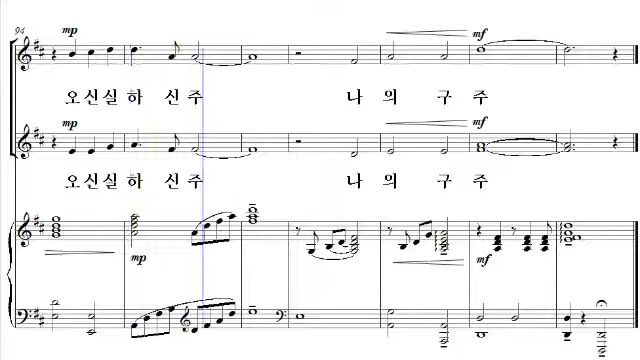 94
mp
mf
오 신 실 하 신 주 나 의 구 주
mp
mf
오 신 실 하 신 주 나 의 구 주
mp
mf